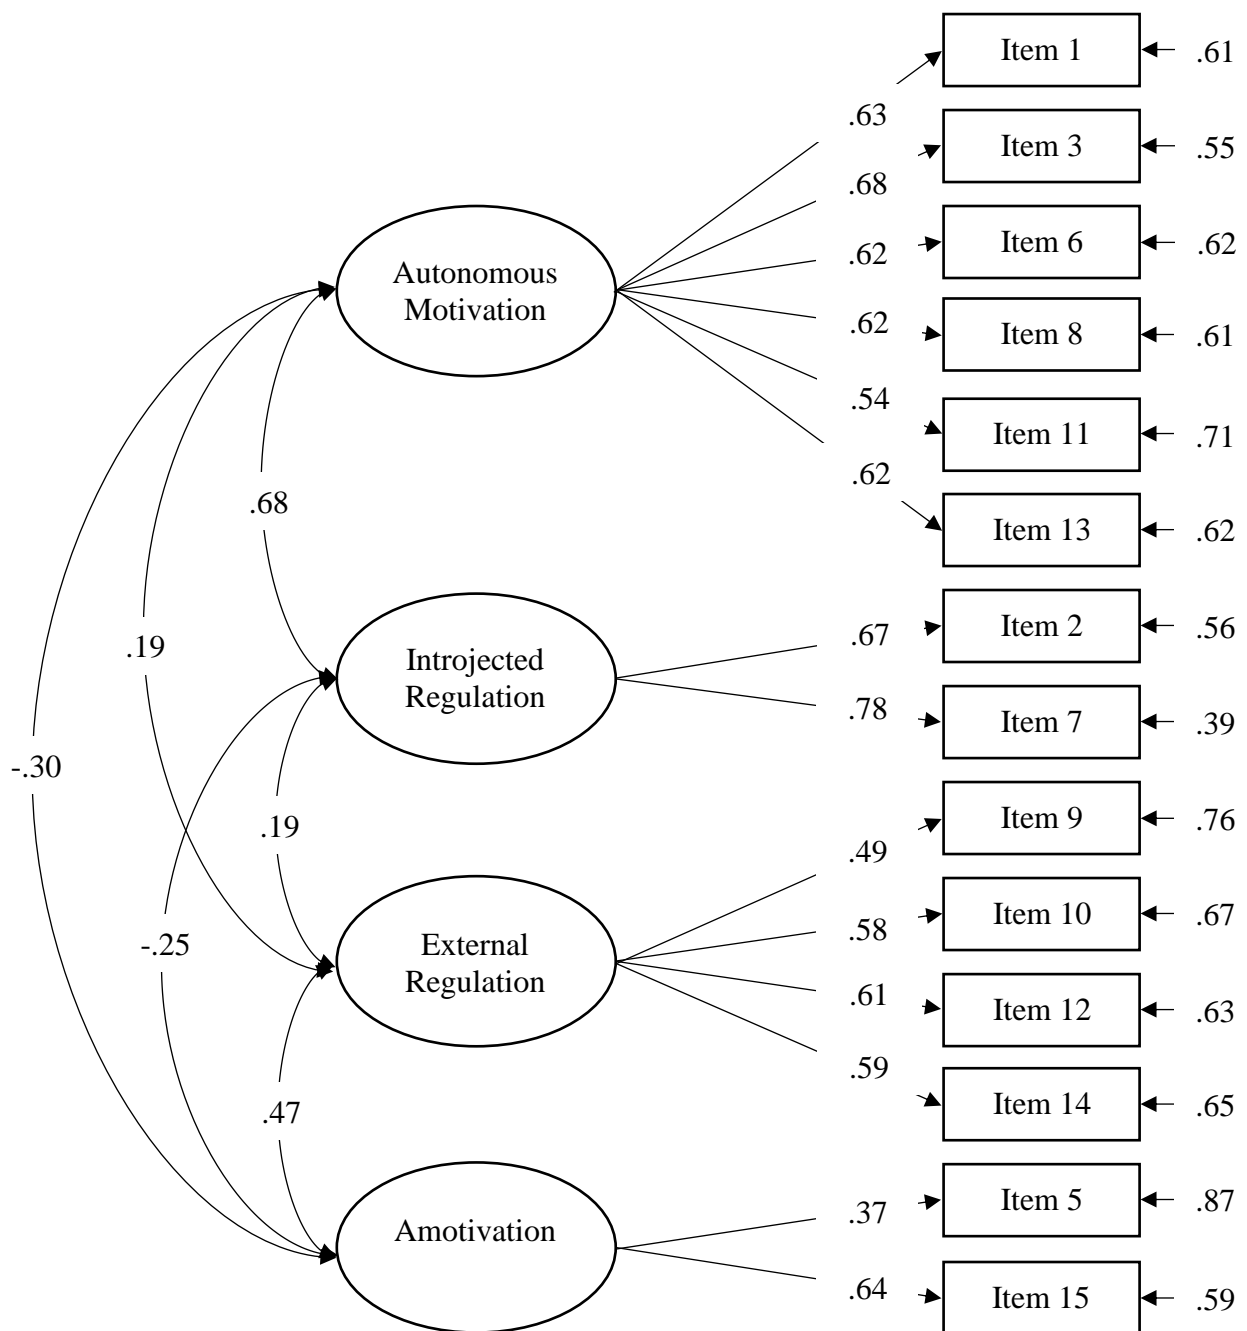 Item 1
.61
.63
Item 3
.55
.68
Autonomous
Motivation
.62
Item 6
.62
.62
Item 8
.61
.54
Item 11
.71
.62
Item 13
.62
.68
.19
Introjected
Regulation
.67
Item 2
.56
.78
Item 7
.39
-.30
.19
.49
Item 9
.76
-.25
External
Regulation
.58
Item 10
.67
.61
Item 12
.63
.59
Item 14
.65
.47
Amotivation
.37
Item 5
.87
.64
Item 15
.59